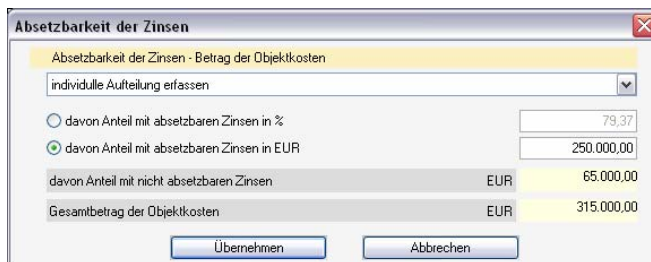 Absetzbarkeit der Zinsen
Absetzbarkeit der Zinsen - Betrag der Objektkosten
individulle Aufteilung erfassen
davon Anteil mit absetzbaren Zinsen in % 79,37
davon Anteil mit absetzbaren Zinsen in EUR 250.000,00
davon Anteil mit nicht absetzbaren Zinsen EUR 65.000,00
Gesamtbetrag der Objektkosten EUR 315.000,00
Übernehmen Abbrechen